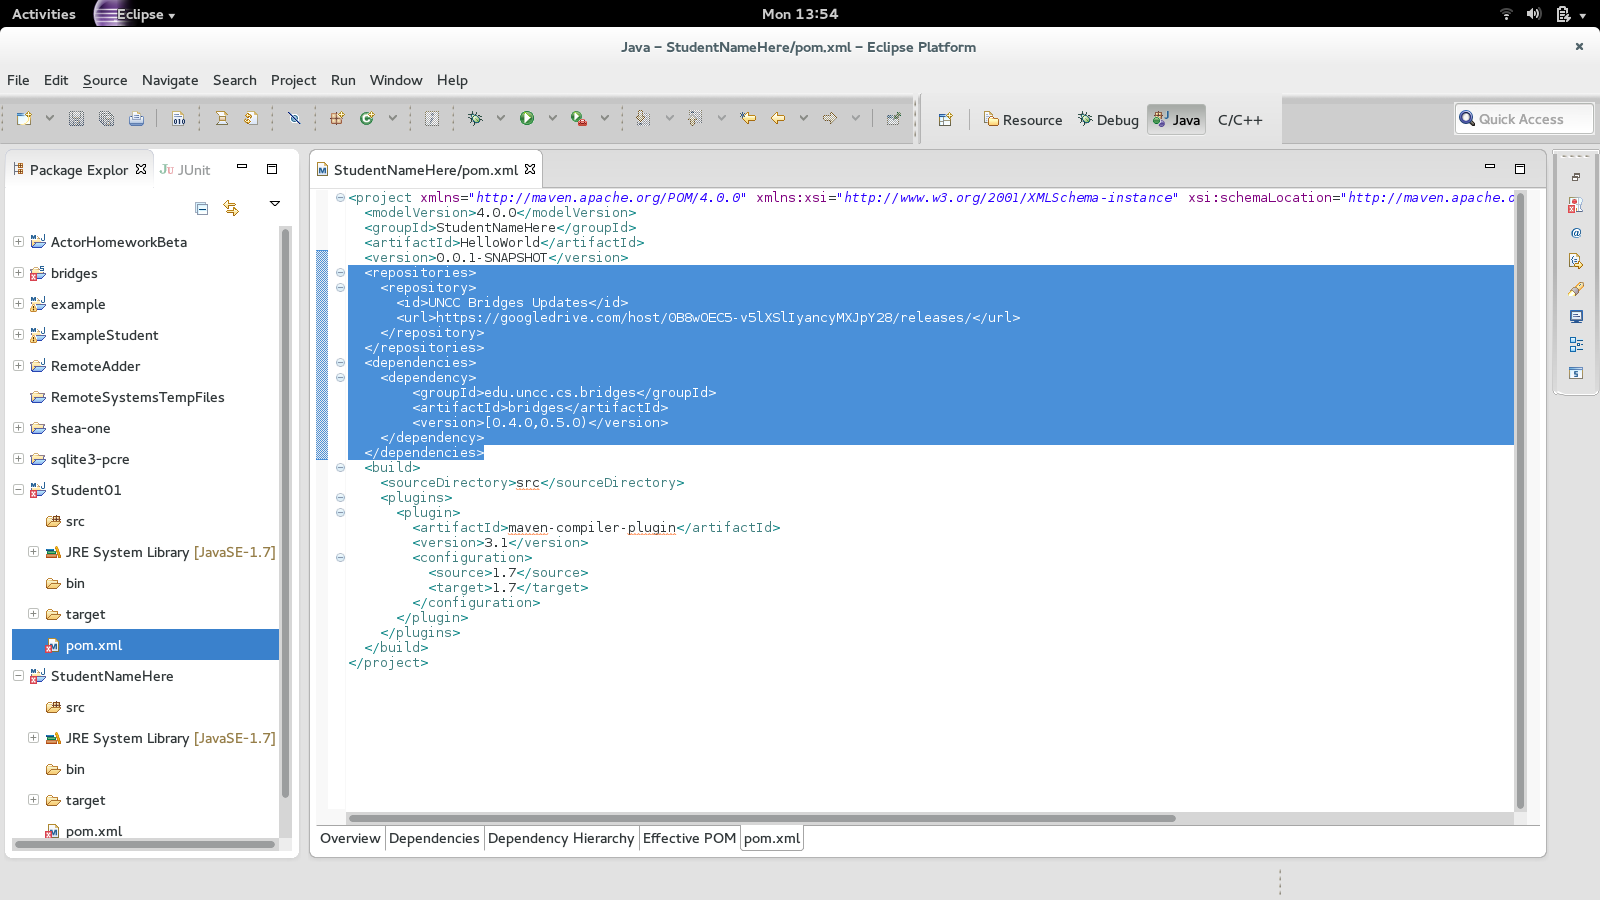 Activities
Eclipse
Mon 13:54
Java – StudentNameHere/pom.xml – Eclipse Platform
File Edit Source Navigate Search Project Run Window Help
010
Resource Debug Java C/C++
Quick Access
Package Explor
JUnit
ActorHomeworkBeta
bridges
example
ExampleStudent
RemoteAdder
RemoteSystemsTempFiles
shea-one
sqlite3-pcre
Student01
src
JRE System Library [JavaSE-1.7]
bin
target
pom.xml
StudentNameHere
src
JRE System Library [JavaSE-1.7]
bin
target
pom.xml
StudentNameHere/pom.xml
<project xmlns="http://maven.apache.org/POM/4.0.0" xmlns:xsi="http://www.w3.org/2001/XMLSchema-instance" xsi:schemaLocation="http://maven.apache.o
<modelVersion>4.0.0</modelVersion>
<groupId>StudentNameHere</groupId>
<artifactId>HelloWorld</artifactId>
<version>0.0.1-SNAPSHOT</version>
<repositories>
<repository>
<id>UNCC Bridges Updates</id>
<url>https://googledrive.com/host/0B8wOEC5-v5lXSlIyancyMXJpY28/releases/</url>
</repository>
</repositories>
<dependencies>
<dependency>
<groupId>edu.uncc.cs.bridges</groupId>
<artifactId>bridges</artifactId>
<version>[0.4.0,0.5.0)</version>
</dependency>
</dependencies>
<build>
<sourceDirectory>src</sourceDirectory>
<plugins>
<plugin>
<artifactId>maven-compiler-plugin</artifactId>
<version>3.1</version>
<configuration>
<source>1.7</source>
<target>1.7</target>
</configuration>
</plugin>
</plugins>
</build>
</project>
Overview Dependencies Dependency Hierarchy Effective POM pom.xml